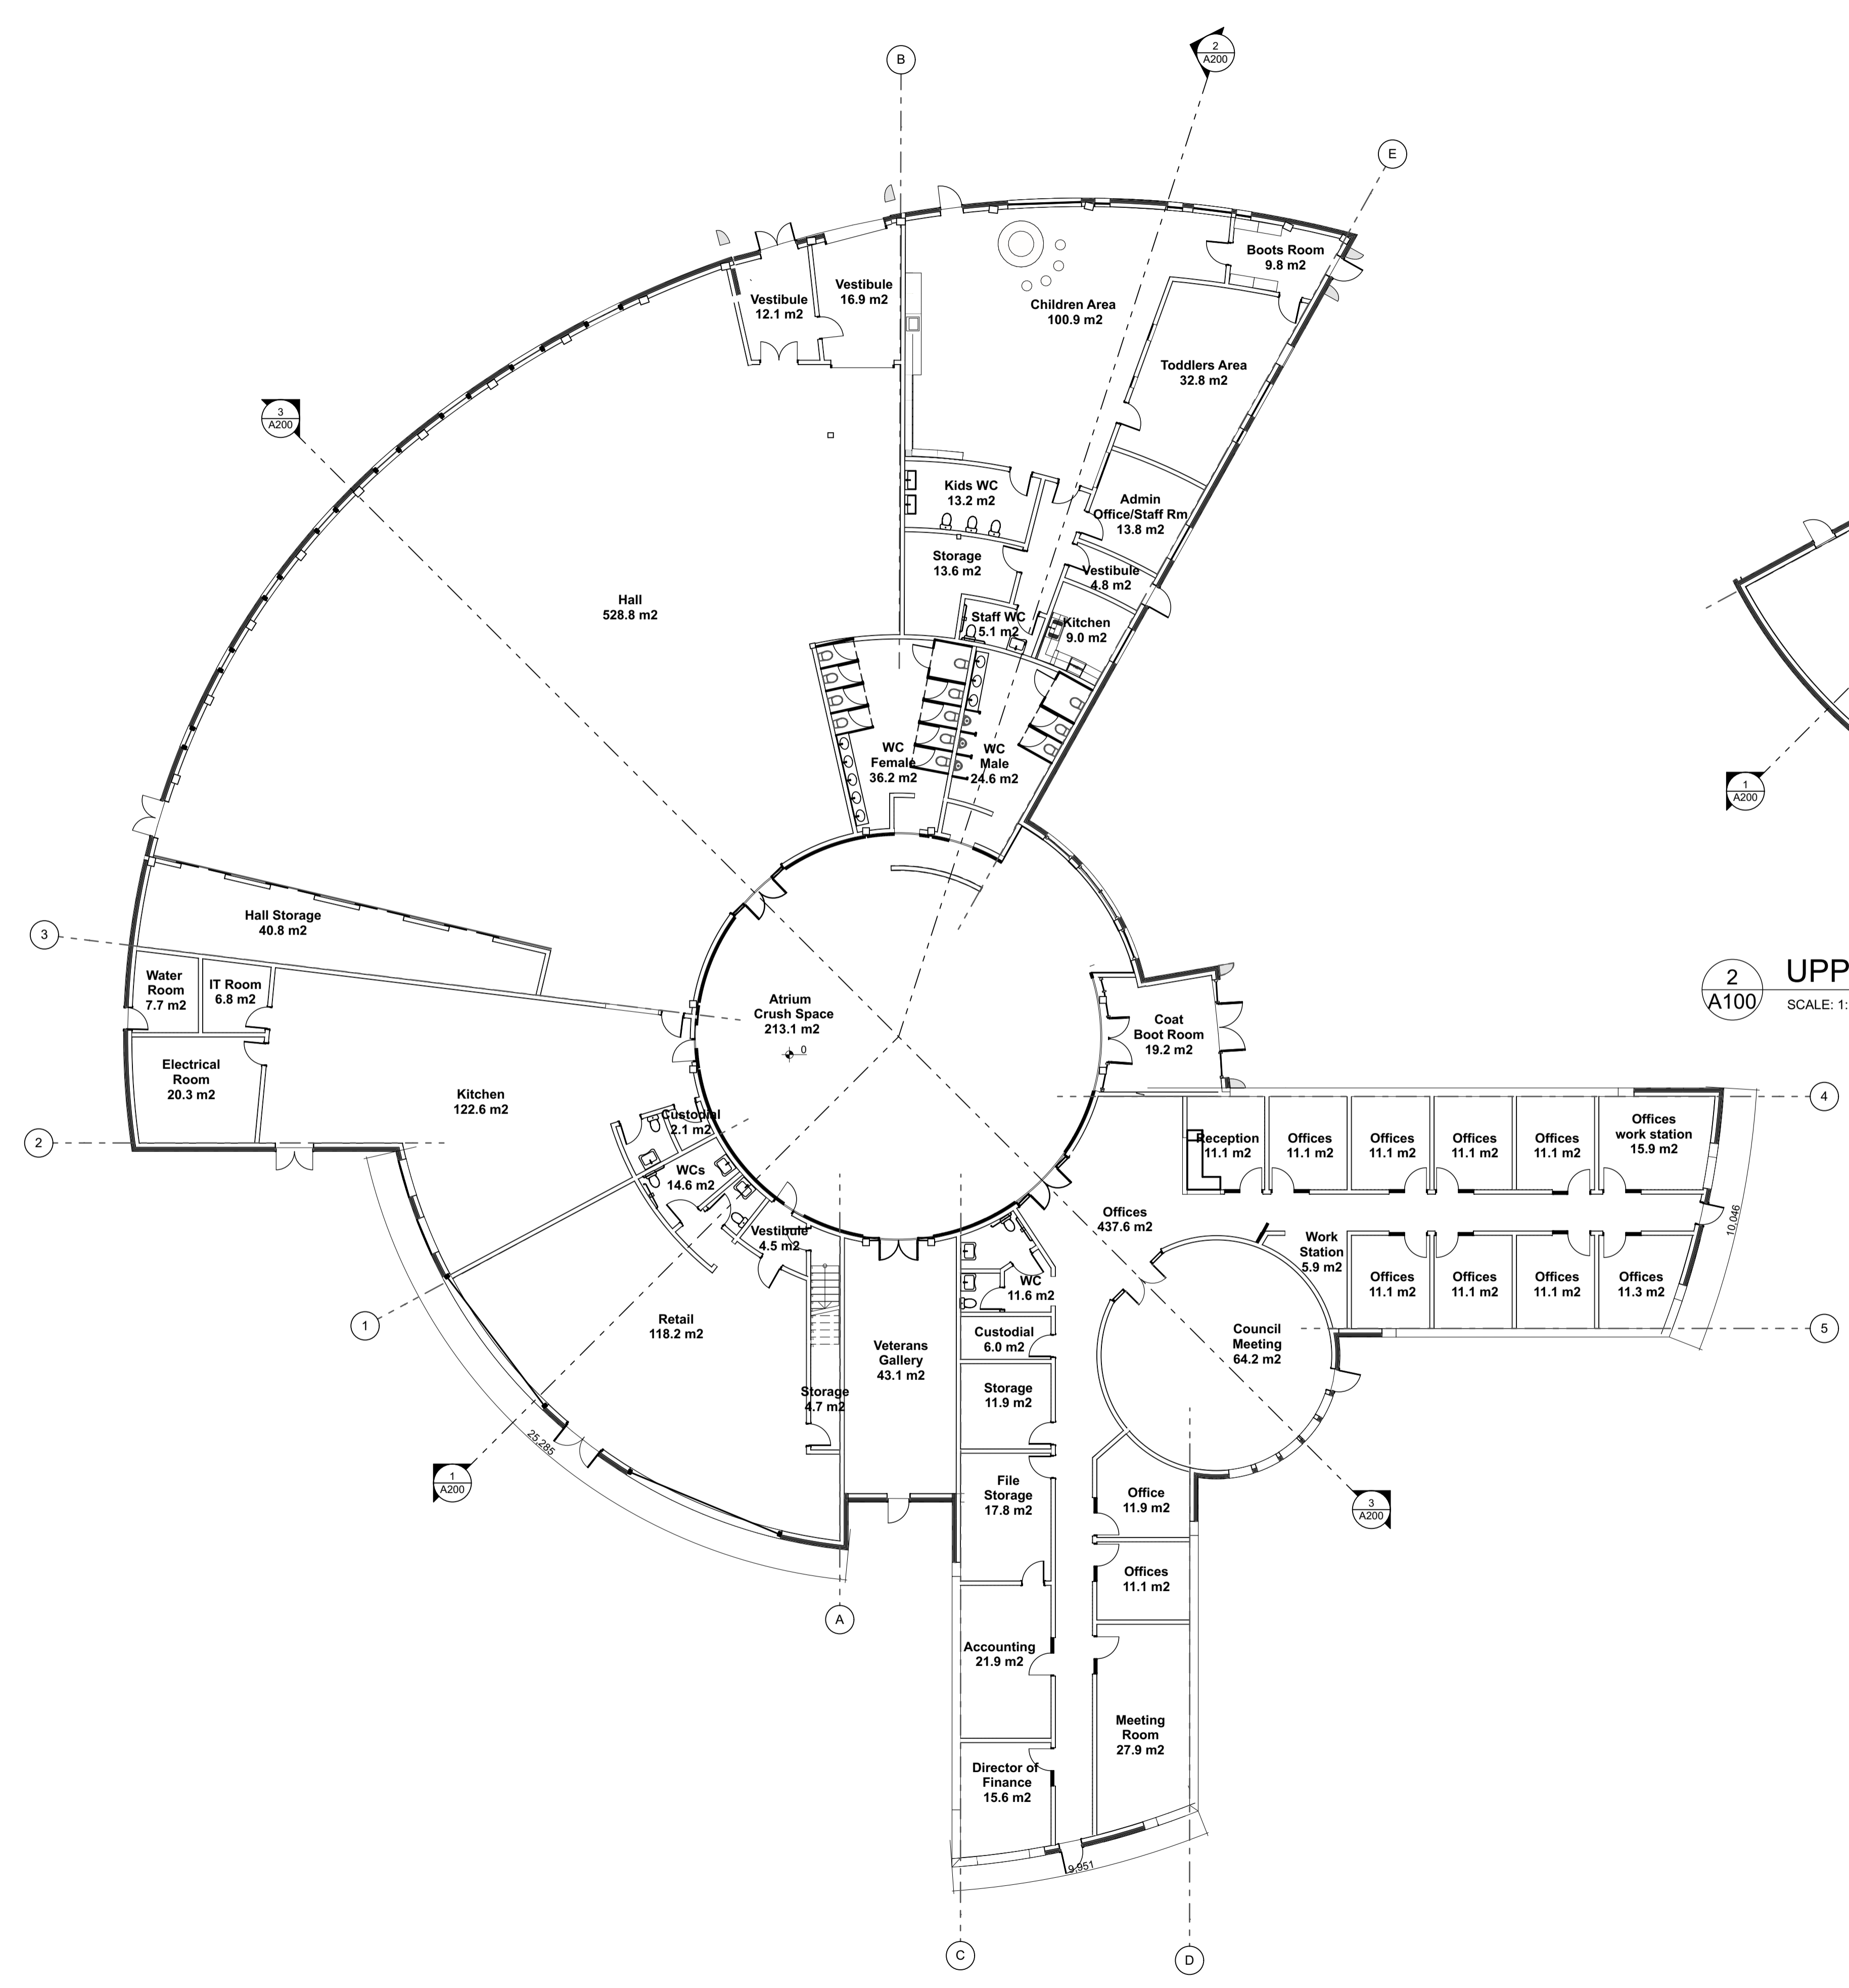 B
2
A200
E
Boots Room
9.8 m2
Vestibule
16.9 m2
Vestibule
12.1 m2
Children Area
100.9 m2
Toddlers Area
32.8 m2
3
A200
Kids WC
13.2 m2
Admin
Office/Staff Rm
13.8 m2
Storage
13.6 m2
Vestibule
4.8 m2
Hall
528.8 m2
Staff WC
5.1 m2
Kitchen
9.0 m2
WC
Female
36.2 m2
WC
Male
24.6 m2
1
A200
Hall Storage
40.8 m2
3
Water
Room
7.7 m2
IT Room
6.8 m2
2
A100
UPP
SCALE: 1:
Atrium
Crush Space
213.1 m2
0
Coat
Boot Room
19.2 m2
Electrical
Room
20.3 m2
Kitchen
122.6 m2
Custodial
2.1 m2
4
2
Reception
11.1 m2
Offices
11.1 m2
Offices
11.1 m2
Offices
11.1 m2
Offices
11.1 m2
Offices
work station
15.9 m2
WCs
14.6 m2
Offices
437.6 m2
10,046
Vestibule
4.5 m2
Work
Station
5.9 m2
WC
11.6 m2
Offices
11.1 m2
Offices
11.1 m2
Offices
11.1 m2
Offices
11.3 m2
1
Retail
118.2 m2
5
Custodial
6.0 m2
Council
Meeting
64.2 m2
Veterans
Gallery
43.1 m2
Storage
4.7 m2
Storage
11.9 m2
25,285
1
A200
File
Storage
17.8 m2
Office
11.9 m2
3
A200
Offices
11.1 m2
A
Accounting
21.9 m2
Meeting
Room
27.9 m2
Director of
Finance
15.6 m2
9,951
C
D